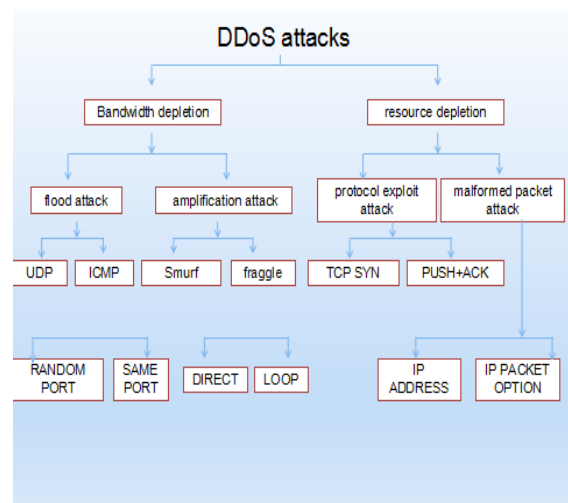 DDoS attacks
Bandwidth depletion
resource depletion
flood attack
amplification attack
protocol exploit
attack
malformed packet
attack
UDP
ICMP
Smurf
fraggle
TCP SYN
PUSH+ACK
RANDOM
PORT
SAME
PORT
DIRECT
LOOP
IP
ADDRESS
IP PACKET
OPTION